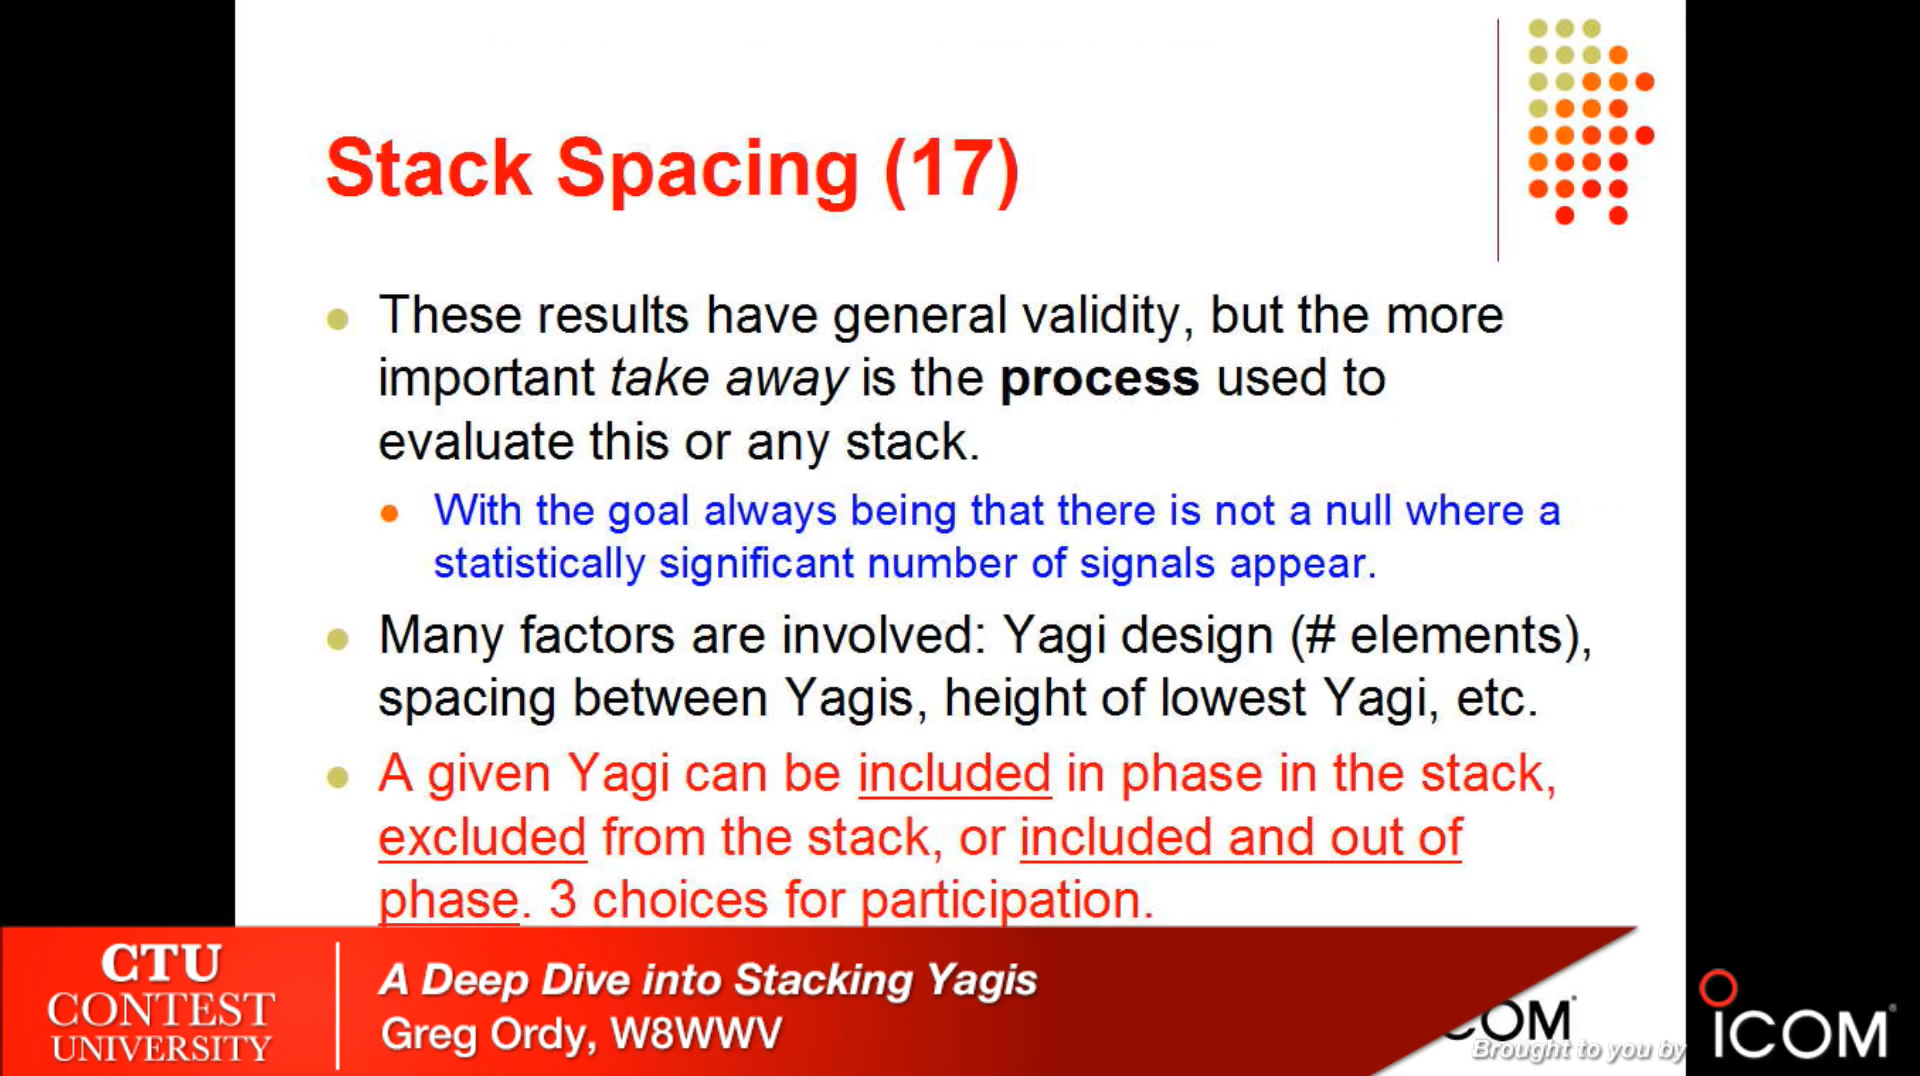 Stack Spacing (17)
These results have general validity, but the more
important take away is the process used to
evaluate this or any stack.
With the goal always being that there is not a null where a
statistically significant number of signals appear.
Many factors are involved: Yagi design (# elements),
spacing between Yagis, height of lowest Yagi, etc.
A given Yagi can be included in phase in the stack,
excluded from the stack, or included and out of
phase. 3 choices for participation.
CTU
CONTEST
UNIVERSITY
A Deep Dive into Stacking Yagis
Greg Ordy, W8WWV
COM
Brought to you by
ICOM